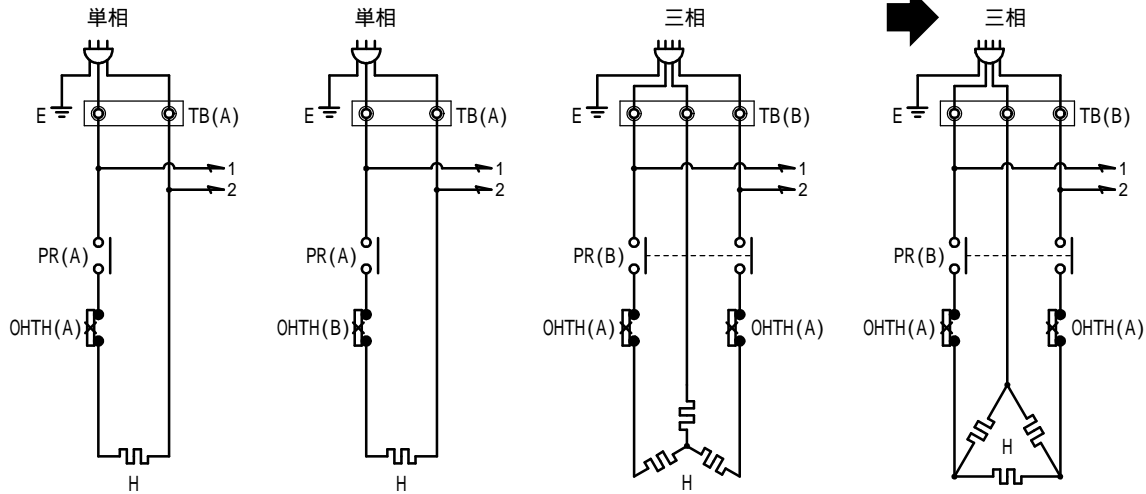 単相
単相
三相
三相
E TB(A)
E TB(A)
E TB(B)
E TB(B)
1
1
1
1
2
2
2
2
PR(A)
PR(A)
PR(B)
PR(B)
OHTH(A)
OHTH(B)
OHTH(A) OHTH(A)
OHTH(A) OHTH(A)
H
H
H
H